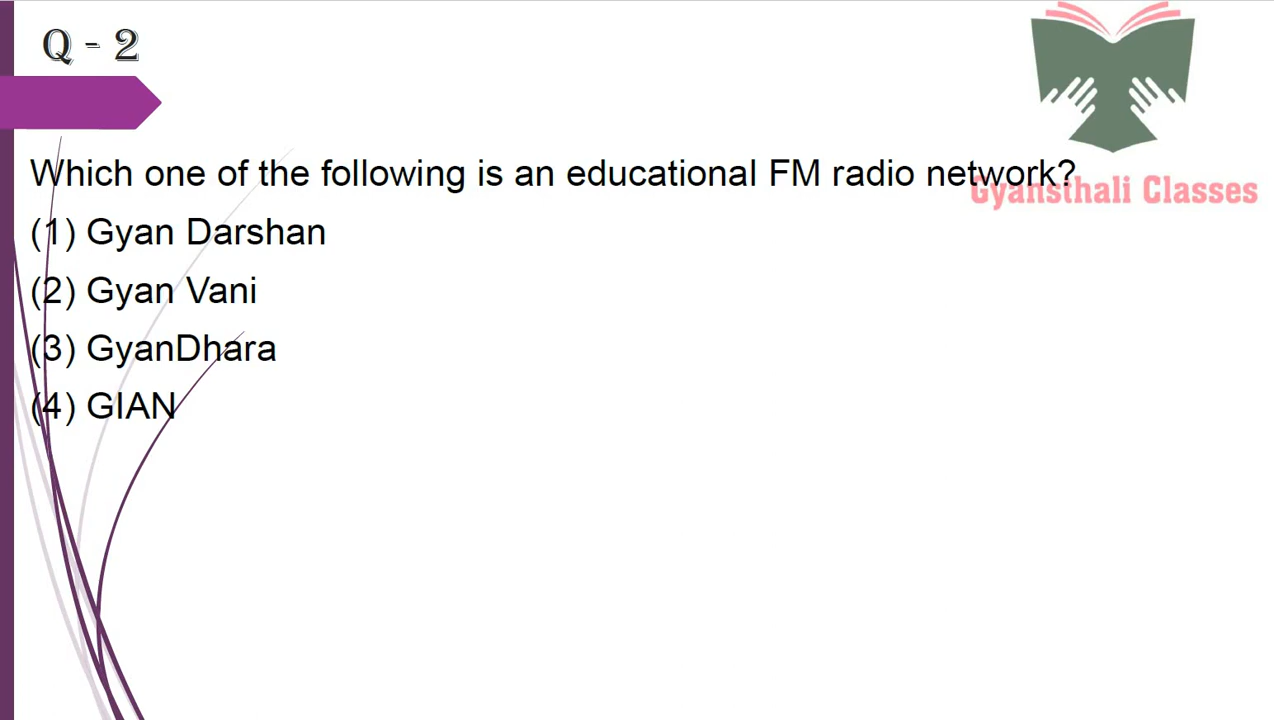 Q - 2
Which one of the following is an educational FM radio network?
Gyansthali Classes
(1) Gyan Darshan
(2) Gyan Vani
(3) GyanDhara
(4) GIAN